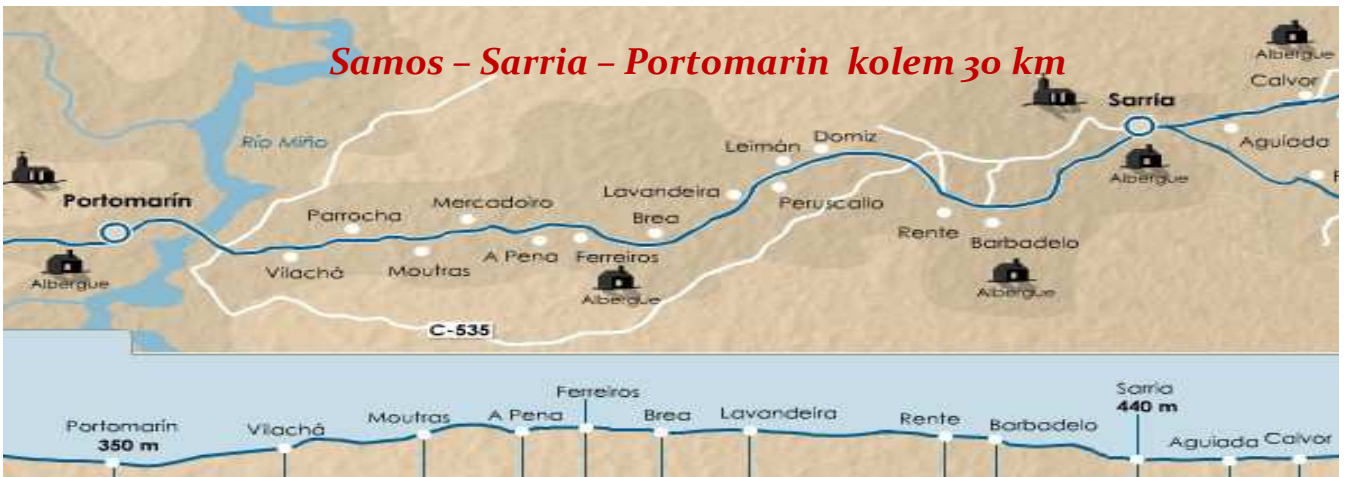 Samos – Sarria – Portomarin kolem 30 km
Albergue
Calvor
Sarria
Aguiada
Albergue
Río Miño
Domiz
Leimán
Peruscallo
Lavandeira
Brea
Mercadoiro
Parrocha
Portomarín
Rente
Barbadelo
Albergue
A Pena
Ferreiros
Albergue
Moutras
Vilachá
Albergue
C-535
Portomarín
350 m
Vilachá
Moutras
A Pena
Ferreiros
Brea
Lavandeira
Rente
Barbadelo
Sarria
440 m
Aguiada
Calvor